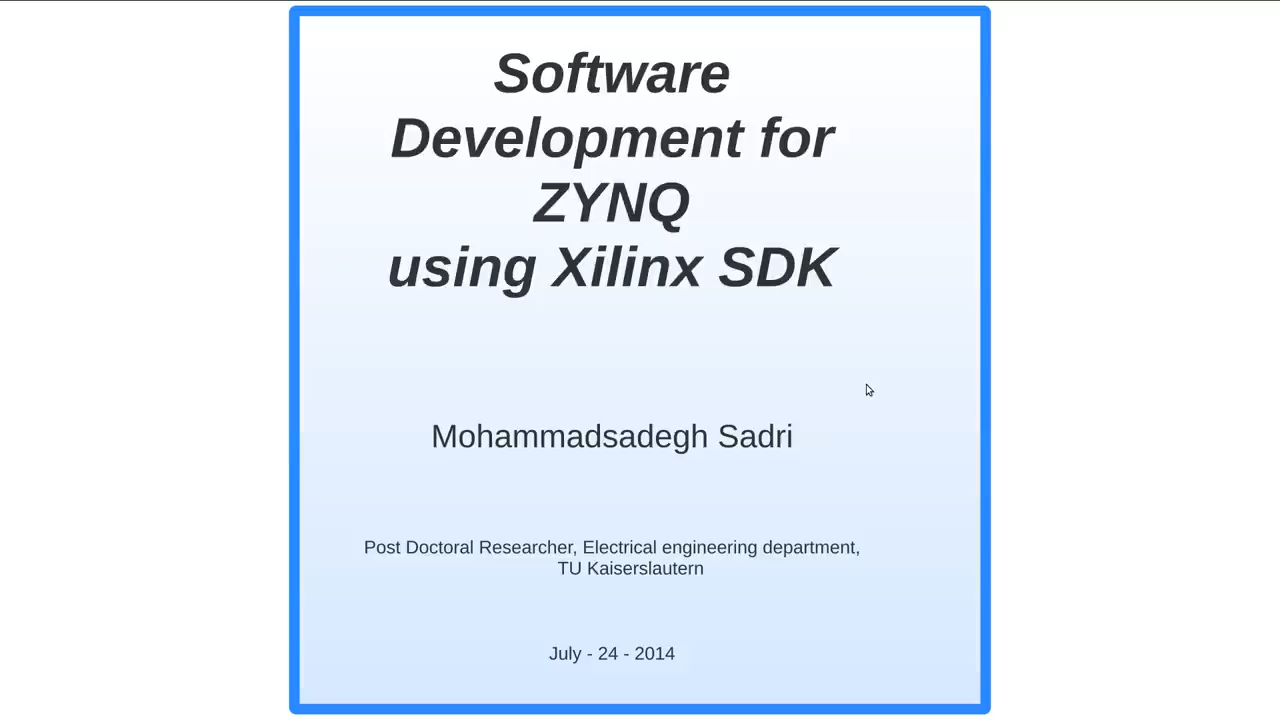 Software
Development for
ZYNQ
using Xilinx SDK
Mohammadsadegh Sadri
Post Doctoral Researcher, Electrical engineering department,
TU Kaiserslautern
July - 24 - 2014